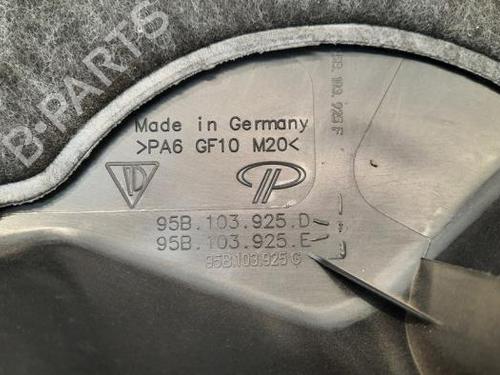 B-PARTS
Made in Germany
>PA6 GF10 M20<
95B.103.925.D
95B.103.925.E
95B.103.925 G